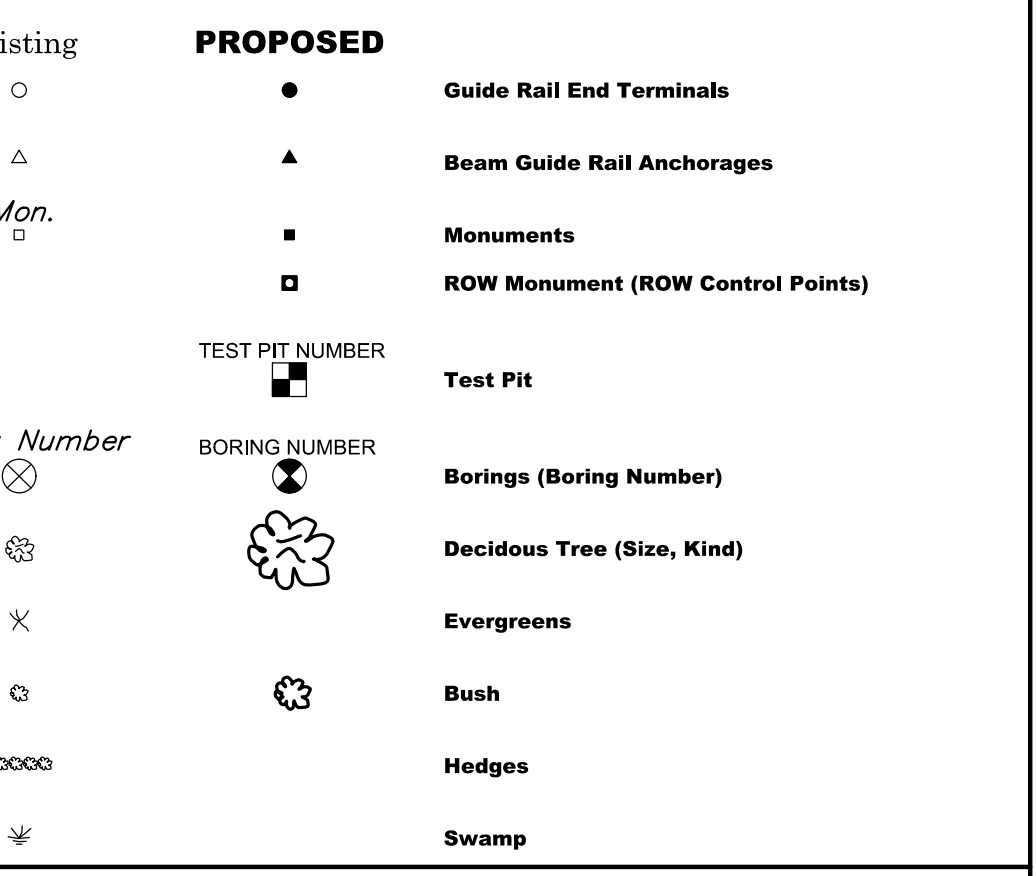 isting PROPOSED
Guide Rail End Terminals
Beam Guide Rail Anchorages
Mon.
Monuments
ROW Monument (ROW Control Points)
TEST PIT NUMBER
Test Pit
Number BORING NUMBER
Borings (Boring Number)
Decidous Tree (Size, Kind)
Evergreens
Bush
Hedges
Swamp